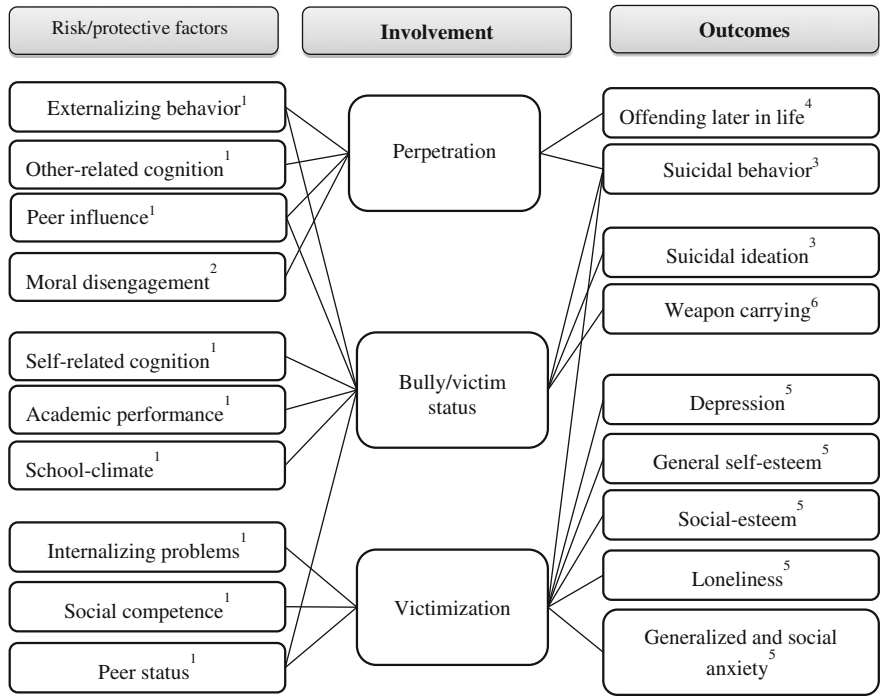 Risk/protective factors
Involvement
Outcomes
Externalizing behavior¹
Other-related cognition¹
Peer influence¹
Moral disengagement²
Self-related cognition¹
Academic performance¹
School-climate¹
Internalizing problems¹
Social competence¹
Peer status¹
Perpetration
Bully/victim
status
Victimization
Offending later in life⁴
Suicidal behavior³
Suicidal ideation³
Weapon carrying⁶
Depression⁵
General self-esteem⁵
Social-esteem⁵
Loneliness⁵
Generalized and social
anxiety⁵